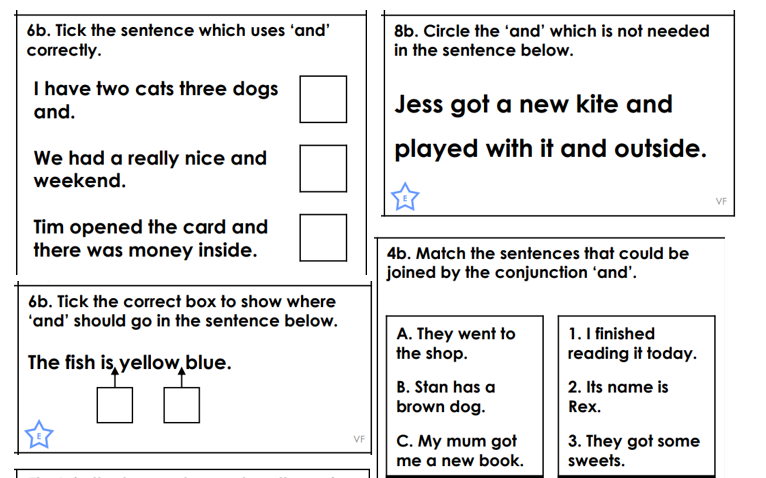 6b. Tick the sentence which uses ‘and’
correctly.
I have two cats three dogs
and.
We had a really nice and
weekend.
Tim opened the card and
there was money inside.
6b. Tick the correct box to show where
‘and’ should go in the sentence below.
The fish is yellow blue.
E
VF
8b. Circle the ‘and’ which is not needed
in the sentence below.
Jess got a new kite and
played with it and outside.
E
VF
4b. Match the sentences that could be
joined by the conjunction ‘and’.
A. They went to
the shop.
B. Stan has a
brown dog.
C. My mum got
me a new book.
1. I finished
reading it today.
2. Its name is
Rex.
3. They got some
sweets.